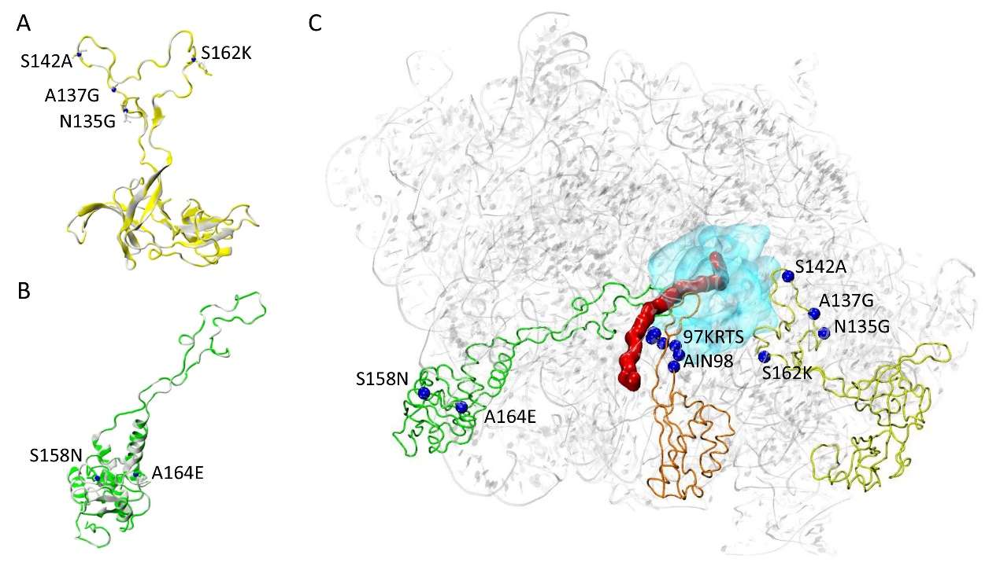 A
S142A
S162K
A137G
N135G
B
S158N
A164E
C
S142A
A137G
N135G
97KRTS
AIN98
S162K
S158N
A164E